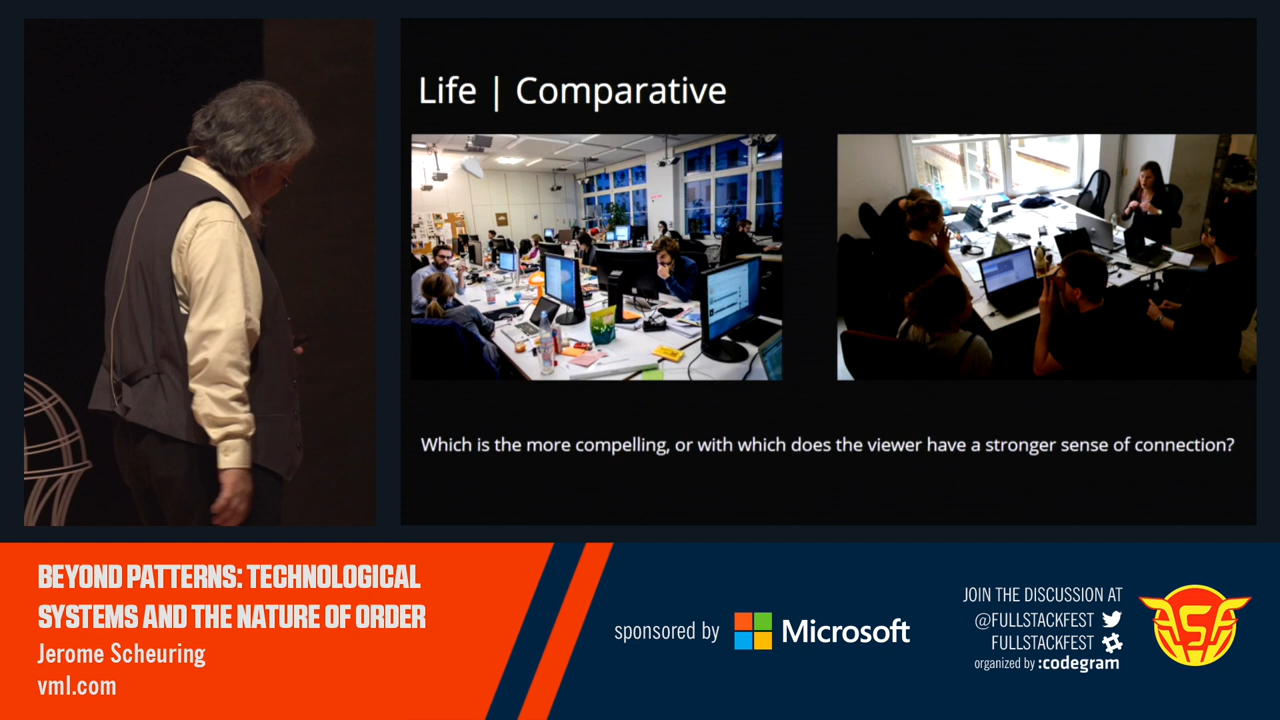 Life | Comparative
Which is the more compelling, or with which does the viewer have a stronger sense of connection?
BEYOND PATTERNS: TECHNOLOGICAL
SYSTEMS AND THE NATURE OF ORDER
Jerome Scheuring
vml.com
sponsored by Microsoft
JOIN THE DISCUSSION AT
@FULLSTACKFEST
FULLSTACKFEST
organized by :codegram
FSF